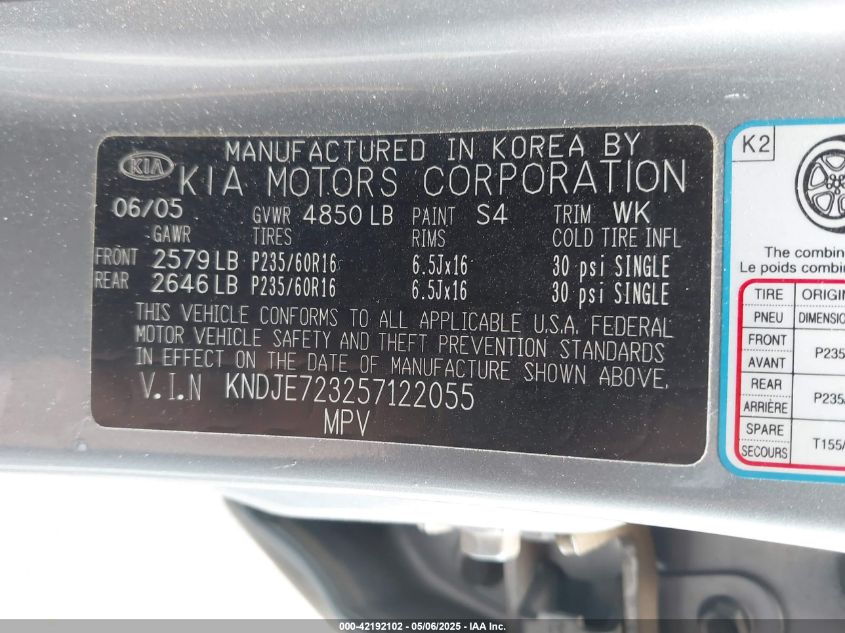 KIA
MANUFACTURED IN KOREA BY
KIA MOTORS CORPORATION
06/05 GVWR 4850 LB PAINT S4 TRIM WK
GAWR TIRES RIMS COLD TIRE INFL
FRONT 2579 LB P235/60R16 6.5Jx16 30 psi SINGLE
REAR 2646 LB P235/60R16 6.5Jx16 30 psi SINGLE
THIS VEHICLE CONFORMS TO ALL APPLICABLE U.S.A. FEDERAL
MOTOR VEHICLE SAFETY AND THEFT PREVENTION STANDARDS
IN EFFECT ON THE DATE OF MANUFACTURE SHOWN ABOVE.
V.I.N KNDJE723257122055
MPV
K2
The combin
Le poids combin
TIRE ORIGIN
PNEU DIMENSIO
FRONT
AVANT
P235
REAR
ARRIÈRE
P235/
SPARE
SECOURS
T155/
000-42192102 - 05/06/2025 - IAA Inc.